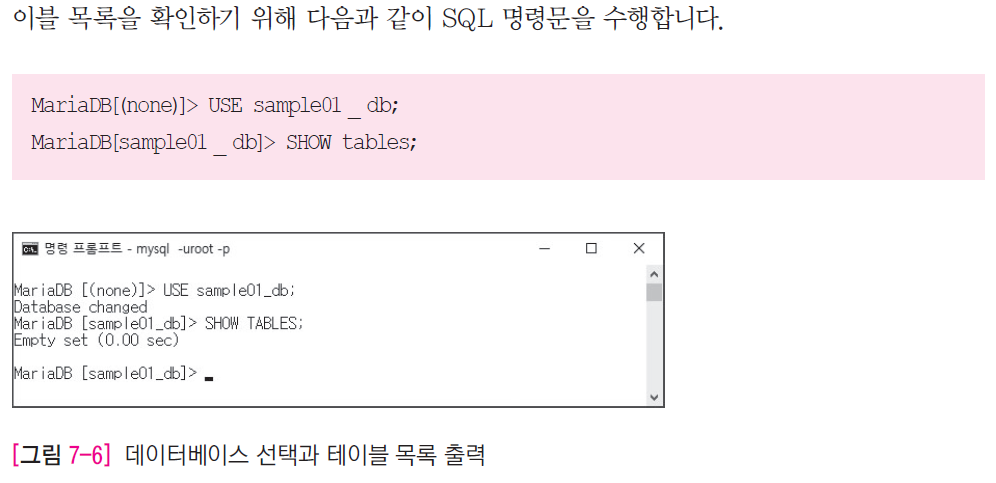 이블 목록을 확인하기 위해 다음과 같이 SQL 명령문을 수행합니다.
MariaDB[(none)]> USE sample01 _ db;
MariaDB[sample01 _ db]> SHOW tables;
명령 프롬프트 - mysql -uroot -p
MariaDB [(none)]> USE sample01_db;
Database changed
MariaDB [sample01_db]> SHOW TABLES;
Empty set (0.00 sec)
MariaDB [sample01_db]> _
[그림 7-6] 데이터베이스 선택과 테이블 목록 출력